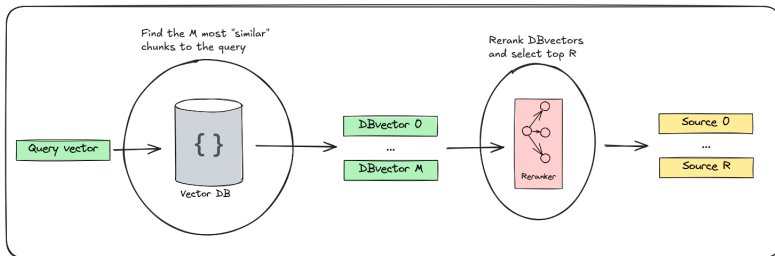 Find the M most "similar"
chunks to the query
Rerank DBvectors
and select top R
Query vector
{ }
Vector DB
DBvector 0
...
DBvector M
Reranker
Source 0
...
Source R